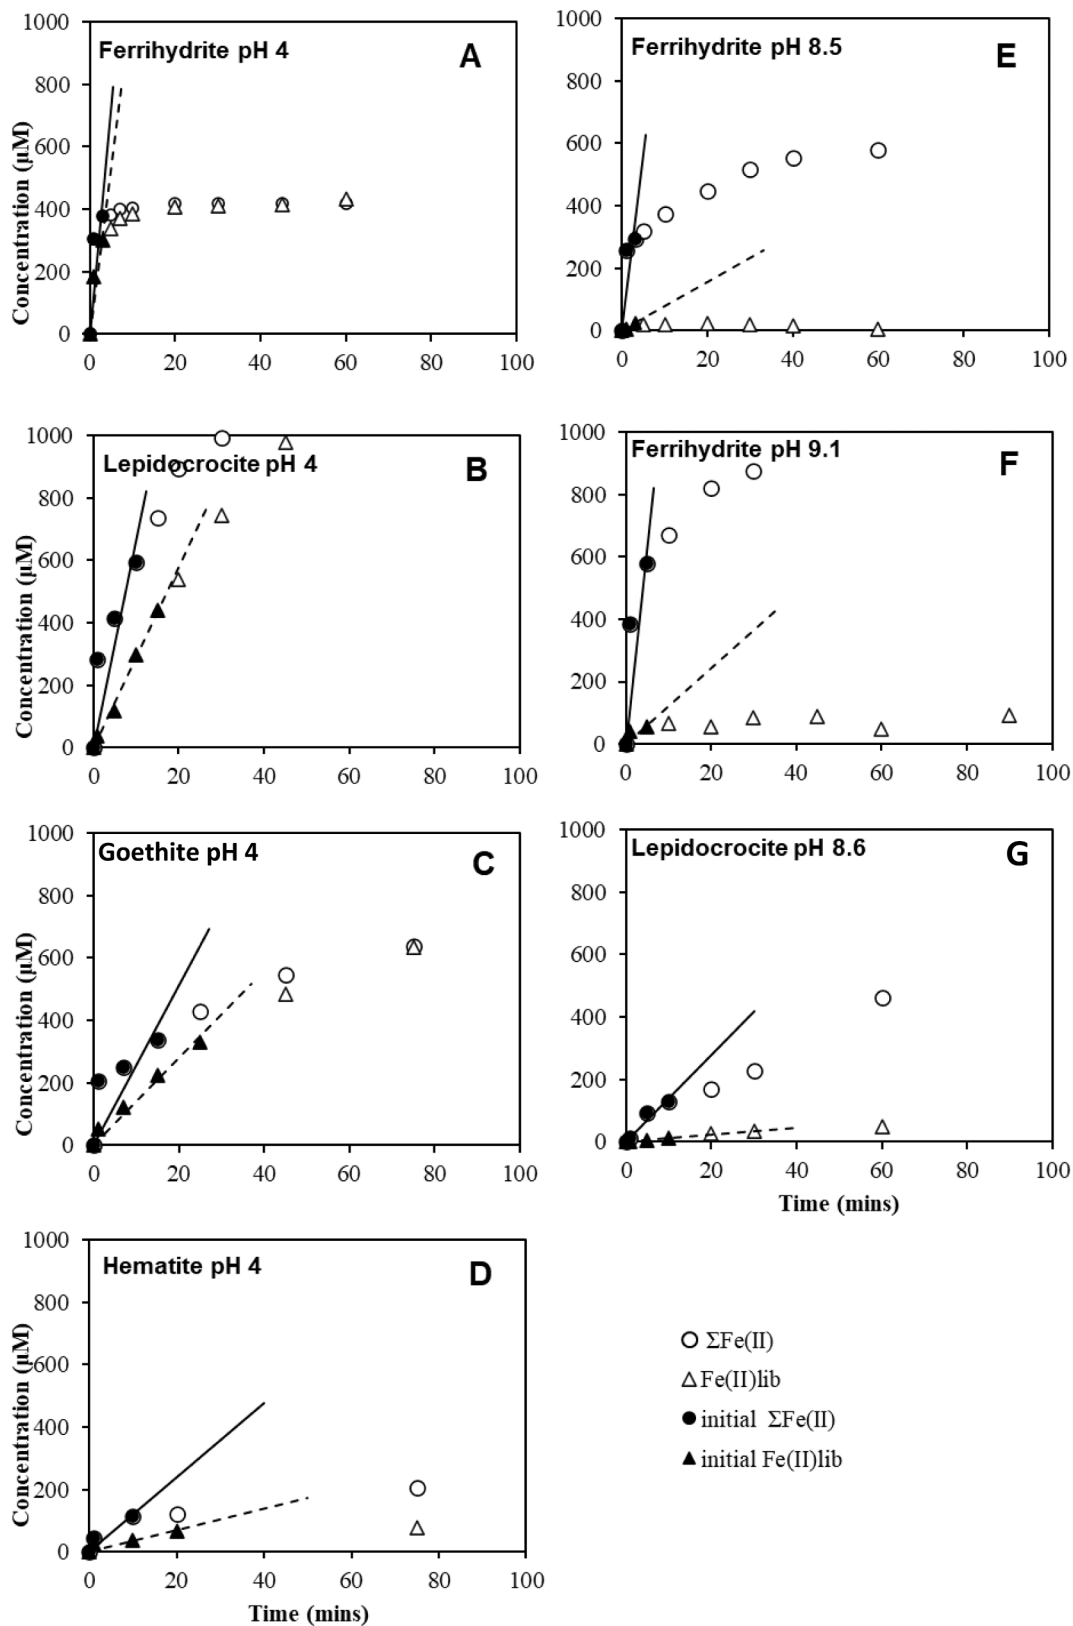 Ferrihydrite pH 4
A
Concentration (µM)
1000
800
600
400
200
0
0 20 40 60 80 100
Ferrihydrite pH 8.5
E
1000
800
600
400
200
0
0 20 40 60 80 100
Lepidocrocite pH 4
B
Concentration (µM)
1000
800
600
400
200
0
0 20 40 60 80 100
Ferrihydrite pH 9.1
F
1000
800
600
400
200
0
0 20 40 60 80 100
Goethite pH 4
C
Concentration (µM)
1000
800
600
400
200
0
0 20 40 60 80 100
Lepidocrocite pH 8.6
G
1000
800
600
400
200
0
0 20 40 60 80 100
Time (mins)
Hematite pH 4
D
Concentration (µM)
1000
800
600
400
200
0
0 20 40 60 80 100
Time (mins)
ΣFe(II)
Fe(II)lib
initial ΣFe(II)
initial Fe(II)lib